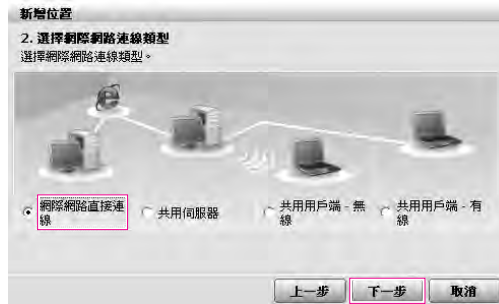 新增位置
2. 選擇網際網路連線類型
選擇網際網路連線類型。
網際網路直接連
線
共用伺服器
共用用戶端 - 無
線
共用用戶端 - 有
線
上一步
下一步
取消